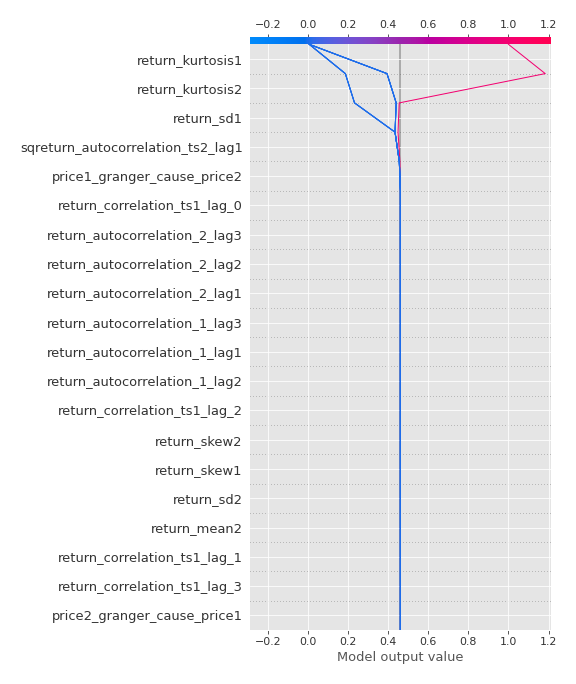 −0.2 0.0 0.2 0.4 0.6 0.8 1.0 1.2
return_kurtosis1
return_kurtosis2
return_sd1
sqreturn_autocorrelation_ts2_lag1
price1_granger_cause_price2
return_correlation_ts1_lag_0
return_autocorrelation_2_lag3
return_autocorrelation_2_lag2
return_autocorrelation_2_lag1
return_autocorrelation_1_lag3
return_autocorrelation_1_lag1
return_autocorrelation_1_lag2
return_correlation_ts1_lag_2
return_skew2
return_skew1
return_sd2
return_mean2
return_correlation_ts1_lag_1
return_correlation_ts1_lag_3
price2_granger_cause_price1
−0.2 0.0 0.2 0.4 0.6 0.8 1.0 1.2
Model output value